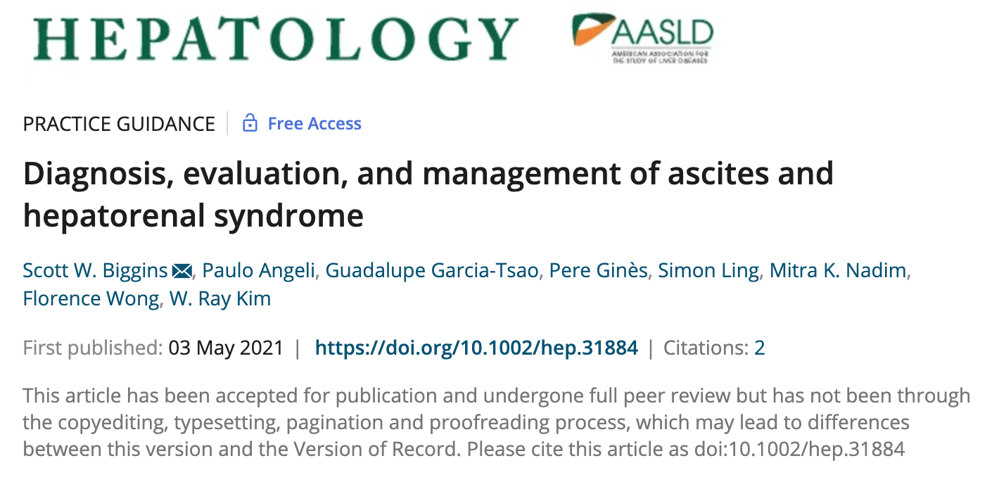 HEPATOLOGY
AASLD
AMERICAN ASSOCIATION FOR
THE STUDY OF LIVER DISEASES
PRACTICE GUIDANCE | Free Access
Diagnosis, evaluation, and management of ascites and
hepatorenal syndrome
Scott W. Biggins, Paulo Angeli, Guadalupe Garcia-Tsao, Pere Ginès, Simon Ling, Mitra K. Nadim,
Florence Wong, W. Ray Kim
First published: 03 May 2021 | https://doi.org/10.1002/hep.31884 | Citations: 2
This article has been accepted for publication and undergone full peer review but has not been through
the copyediting, typesetting, pagination and proofreading process, which may lead to differences
between this version and the Version of Record. Please cite this article as doi:10.1002/hep.31884